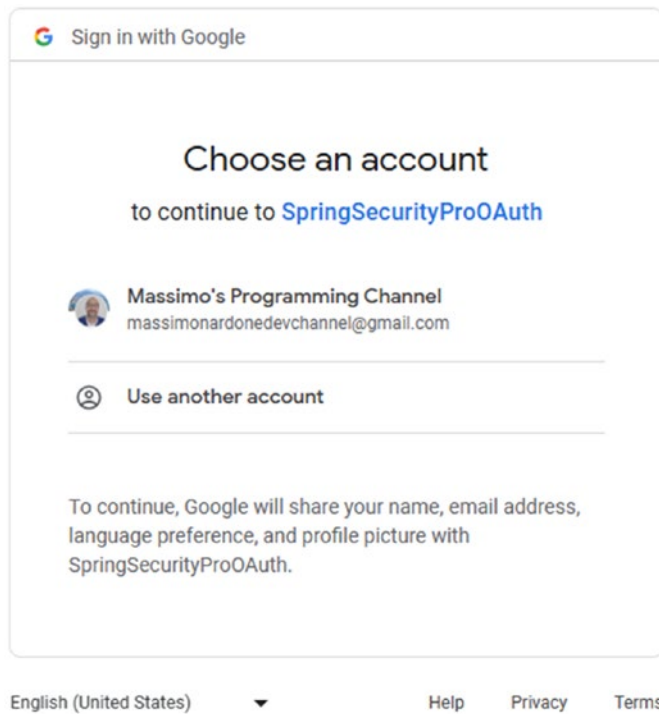 Sign in with Google
Choose an account
to continue to SpringSecurityProOAuth
Massimo's Programming Channel
massimonardonedevchannel@gmail.com
Use another account
To continue, Google will share your name, email address,
language preference, and profile picture with
SpringSecurityProOAuth.
English (United States) Help Privacy Terms